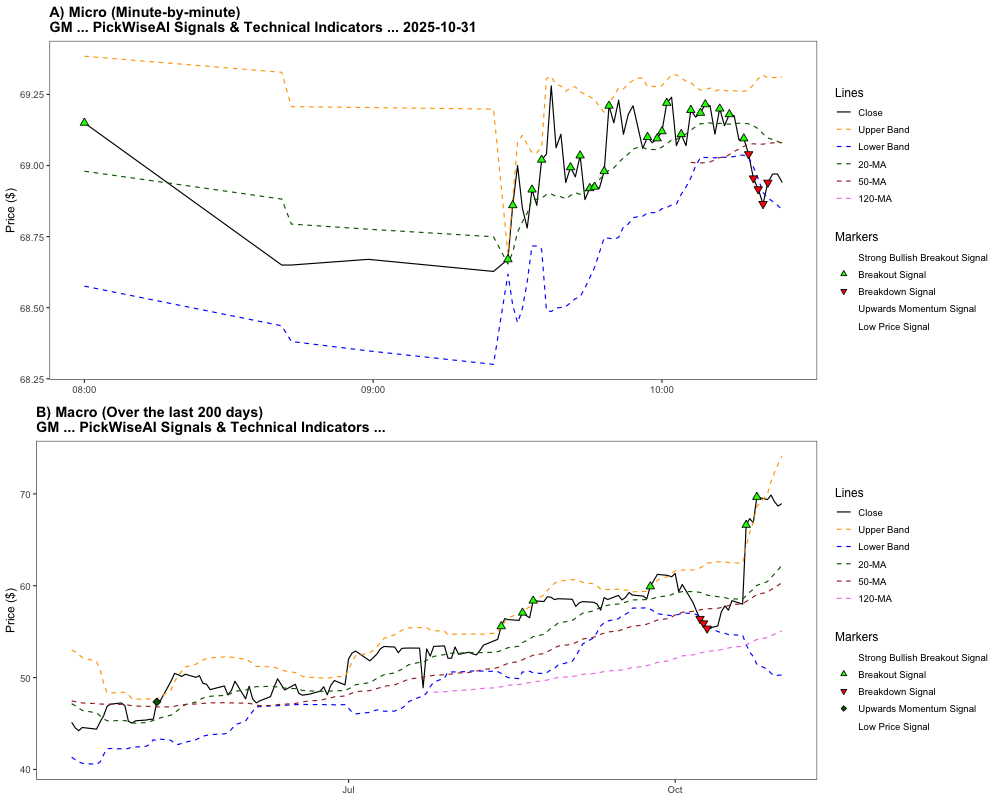 A) Micro (Minute-by-minute)
GM ... PickWiseAI Signals & Technical Indicators ... 2025-10-31
Price ($)
69.25
69.00
68.75
68.50
68.25
08:00
09:00
10:00
Lines
Close
Upper Band
Lower Band
20-MA
50-MA
120-MA
Markers
Strong Bullish Breakout Signal
Breakout Signal
Breakdown Signal
Upwards Momentum Signal
Low Price Signal
B) Macro (Over the last 200 days)
GM ... PickWiseAI Signals & Technical Indicators ...
Price ($)
70
60
50
40
Jul
Oct
Lines
Close
Upper Band
Lower Band
20-MA
50-MA
120-MA
Markers
Strong Bullish Breakout Signal
Breakout Signal
Breakdown Signal
Upwards Momentum Signal
Low Price Signal